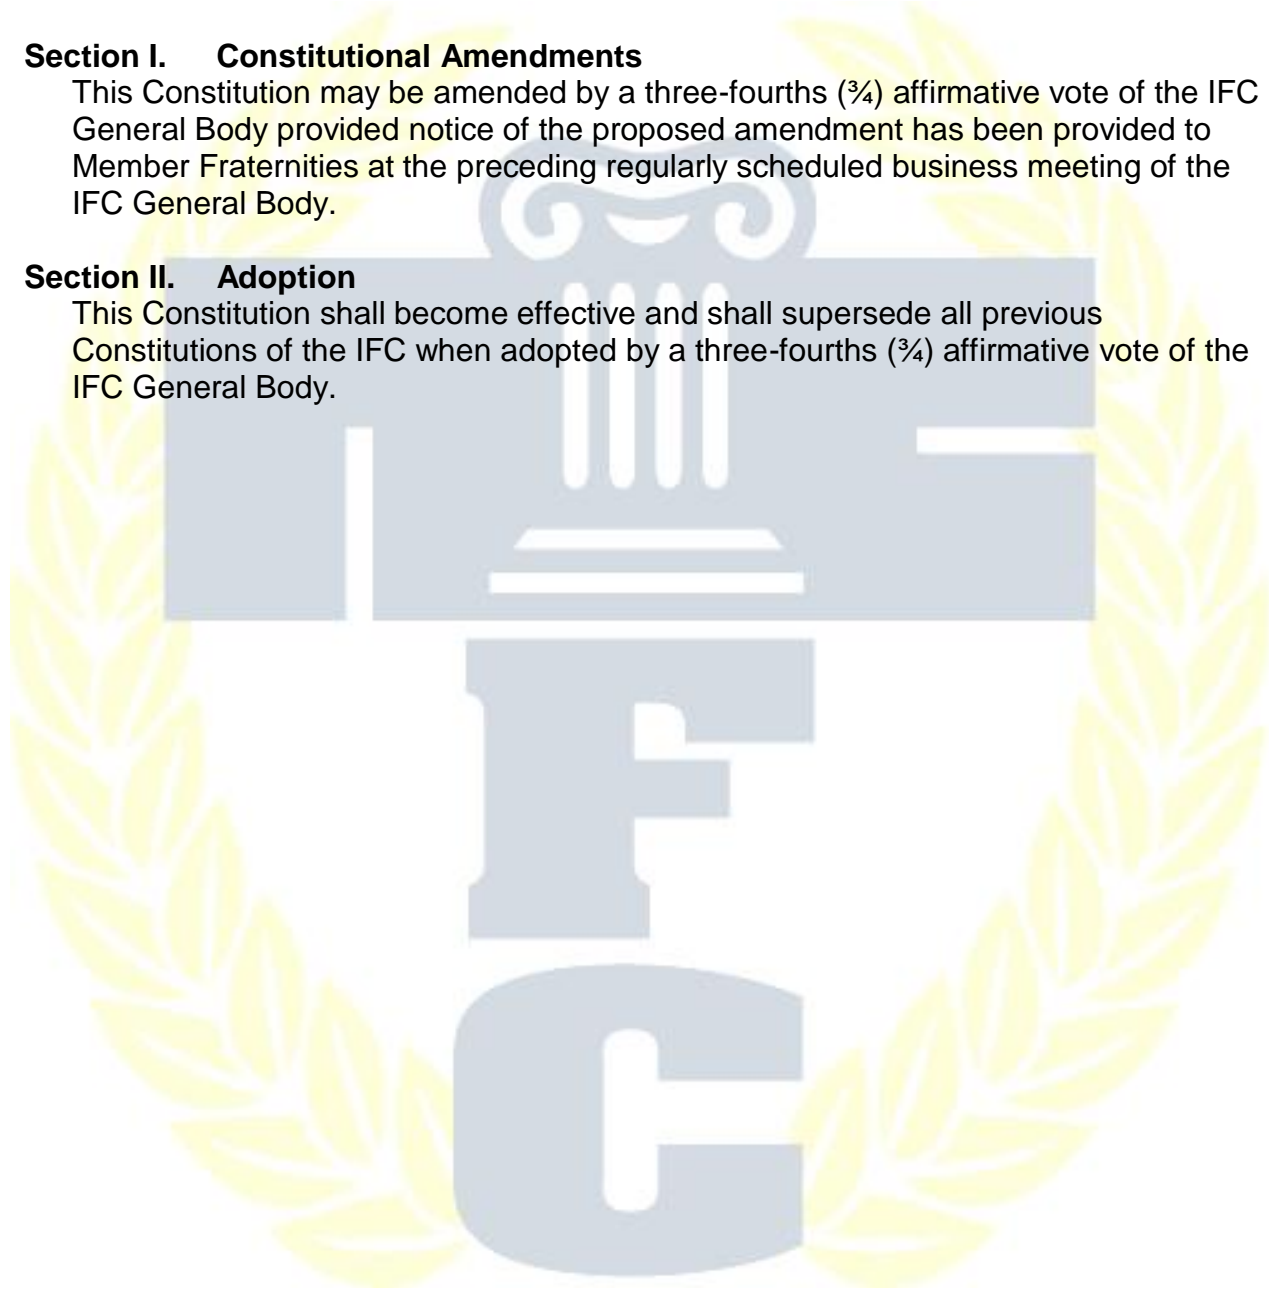 Section I. Constitutional Amendments
This Constitution may be amended by a three-fourths (¾) affirmative vote of the IFC
General Body provided notice of the proposed amendment has been provided to
Member Fraternities at the preceding regularly scheduled business meeting of the
IFC General Body.
Section II. Adoption
This Constitution shall become effective and shall supersede all previous
Constitutions of the IFC when adopted by a three-fourths (¾) affirmative vote of the
IFC General Body.
F
C